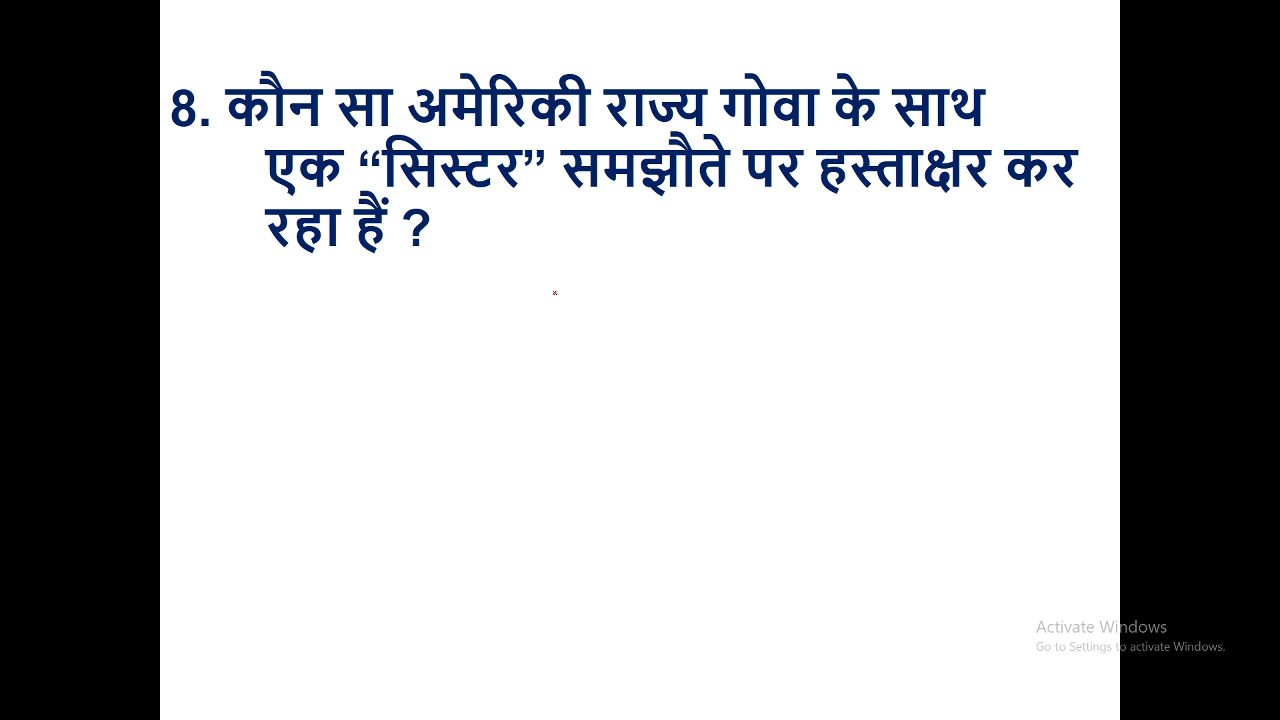 8. कौन सा अमेरिकी राज्य गोवा के साथ
एक “सिस्टर” समझौते पर हस्ताक्षर कर
रहा हैं ?
Activate Windows
Go to Settings to activate Windows.